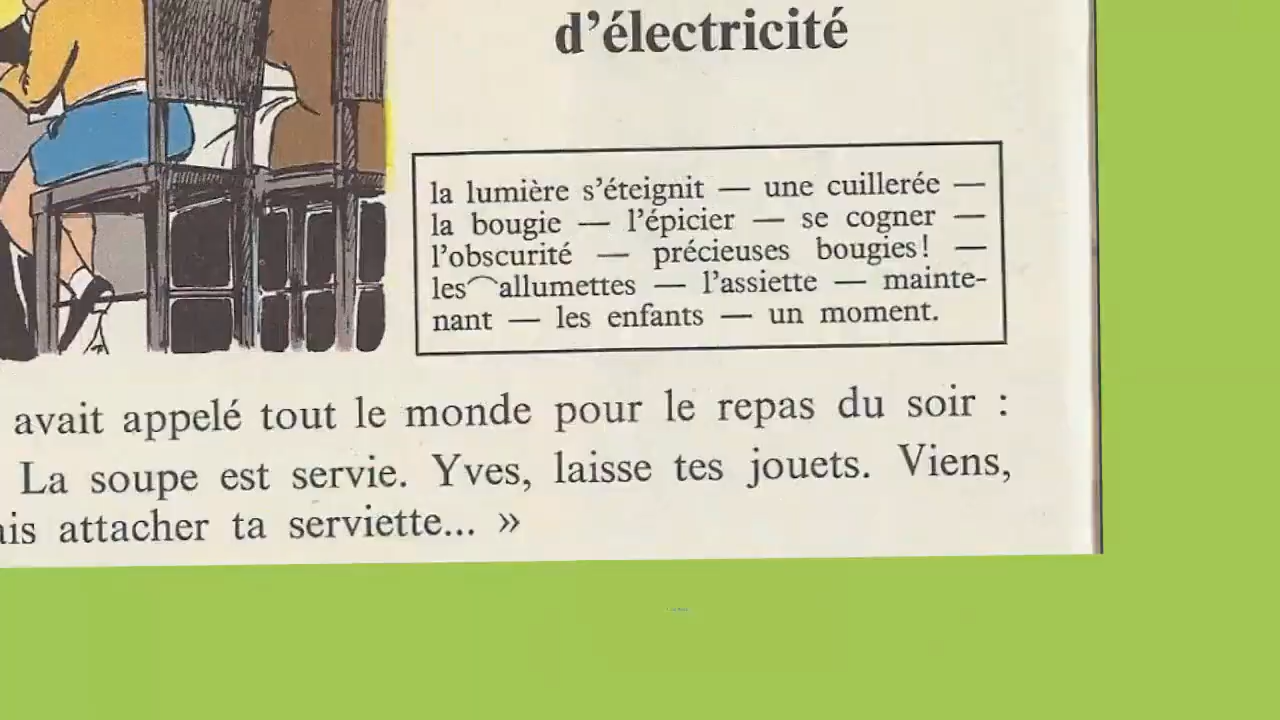 d'électricité
la lumière s'éteignit — une cuillerée —
la bougie — l'épicier — se cogner —
l'obscurité — précieuses bougies! —
les‿allumettes — l'assiette — mainte-
nant — les enfants — un moment.
avait appelé tout le monde pour le repas du soir :
La soupe est servie. Yves, laisse tes jouets. Viens,
attacher ta serviette... »